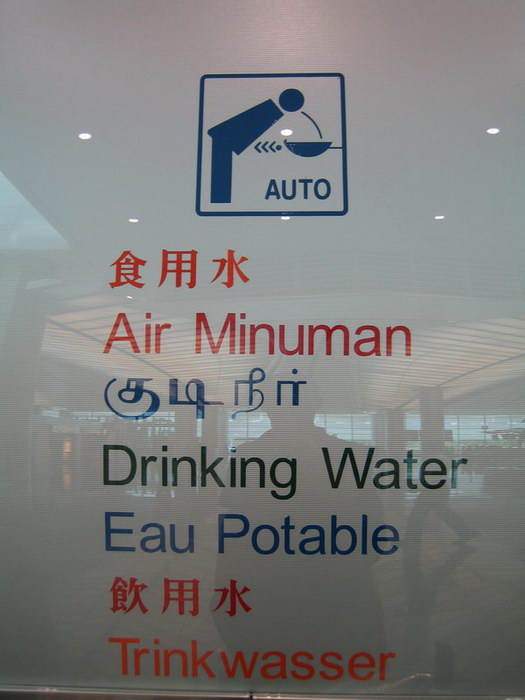 AUTO
食用水
Air Minuman
குடிநீர்
Drinking Water
Eau Potable
飲用水
Trinkwasser